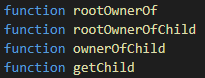 function rootOwnerOf
function rootOwnerOfChild
function ownerOfChild
function getChild